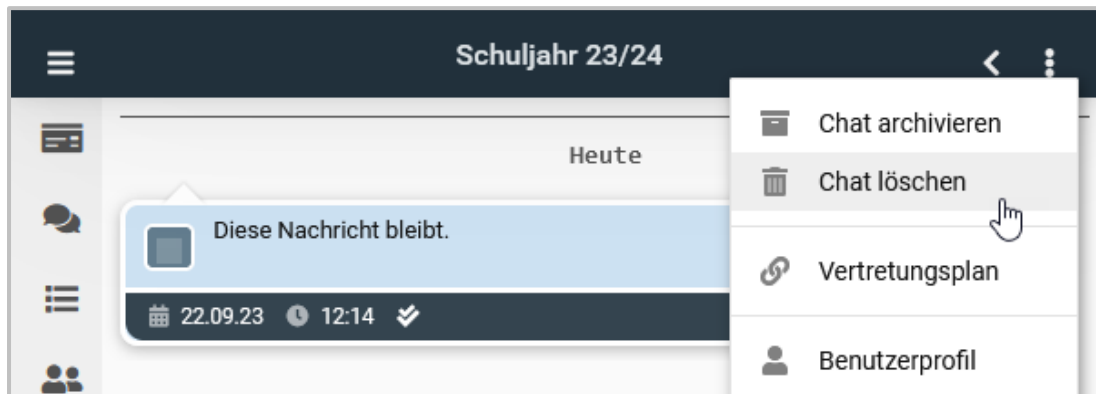 Schuljahr 23/24
Heute
Diese Nachricht bleibt.
22.09.23 12:14
Chat archivieren
Chat löschen
Vertretungsplan
Benutzerprofil